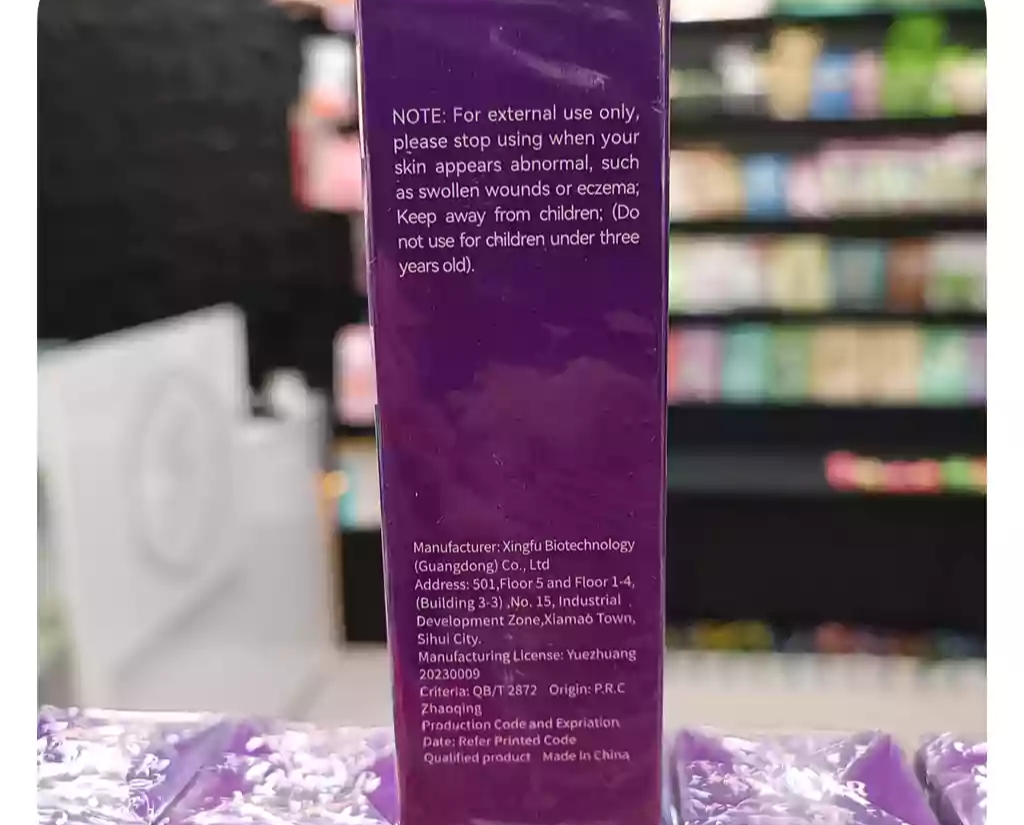 NOTE: For external use only,
please stop using when your
skin appears abnormal, such
as swollen wounds or eczema;
Keep away from children; (Do
not use for children under three
years old).
Manufacturer: Xingfu Biotechnology
(Guangdong) Co., Ltd
Address: 501,Floor 5 and Floor 1-4,
(Building 3-3) ,No. 15, Industrial
Development Zone,Xiamao Town,
Sihui City.
Manufacturing License: Yuezhuang
20230009
Criteria: QB/T 2872 Origin: P.R.C
Zhaoqing
Production Code and Expriation
Date: Refer Printed Code
Qualified product Made In China